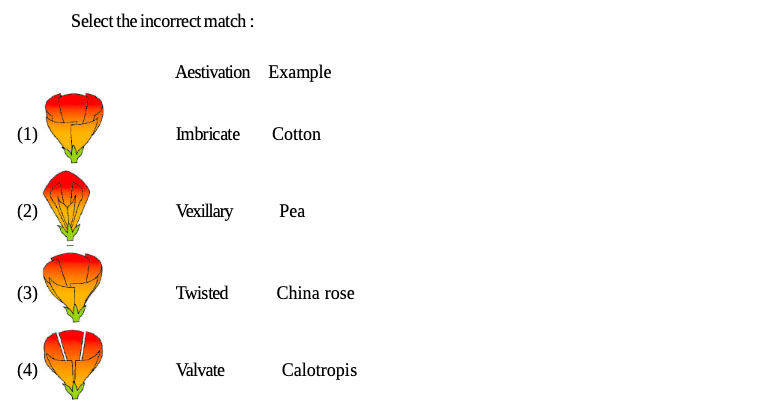 Select the incorrect match :
Aestivation Example
(1) Imbricate Cotton
(2) Vexillary Pea
(3) Twisted China rose
(4) Valvate Calotropis